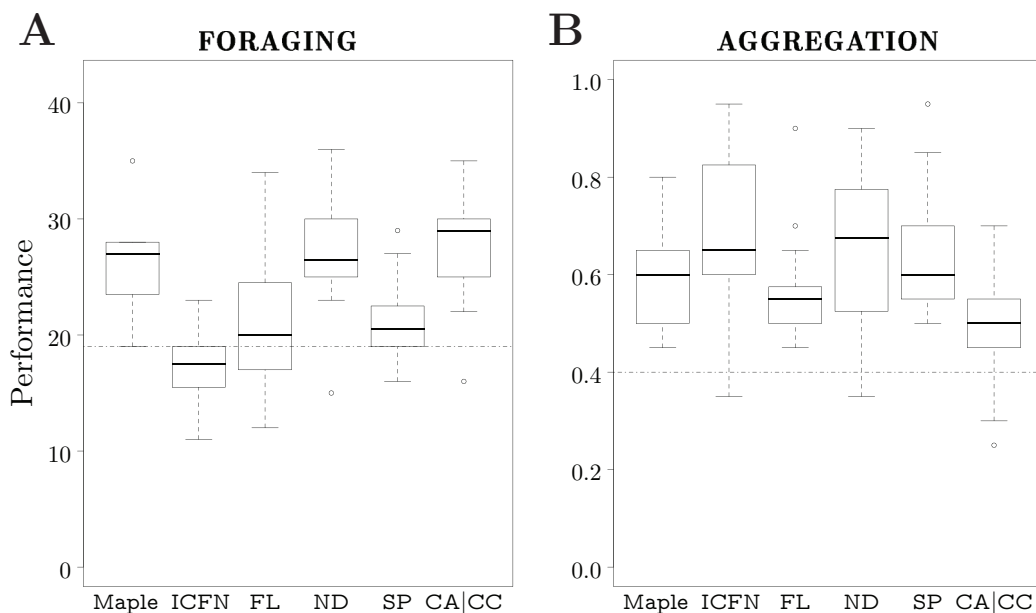 A
FORAGING
40
30
20
10
0
Performance
Maple ICFN FL ND SP CA|CC
B
AGGREGATION
1.0
0.8
0.6
0.4
0.2
0.0
Maple ICFN FL ND SP CA|CC